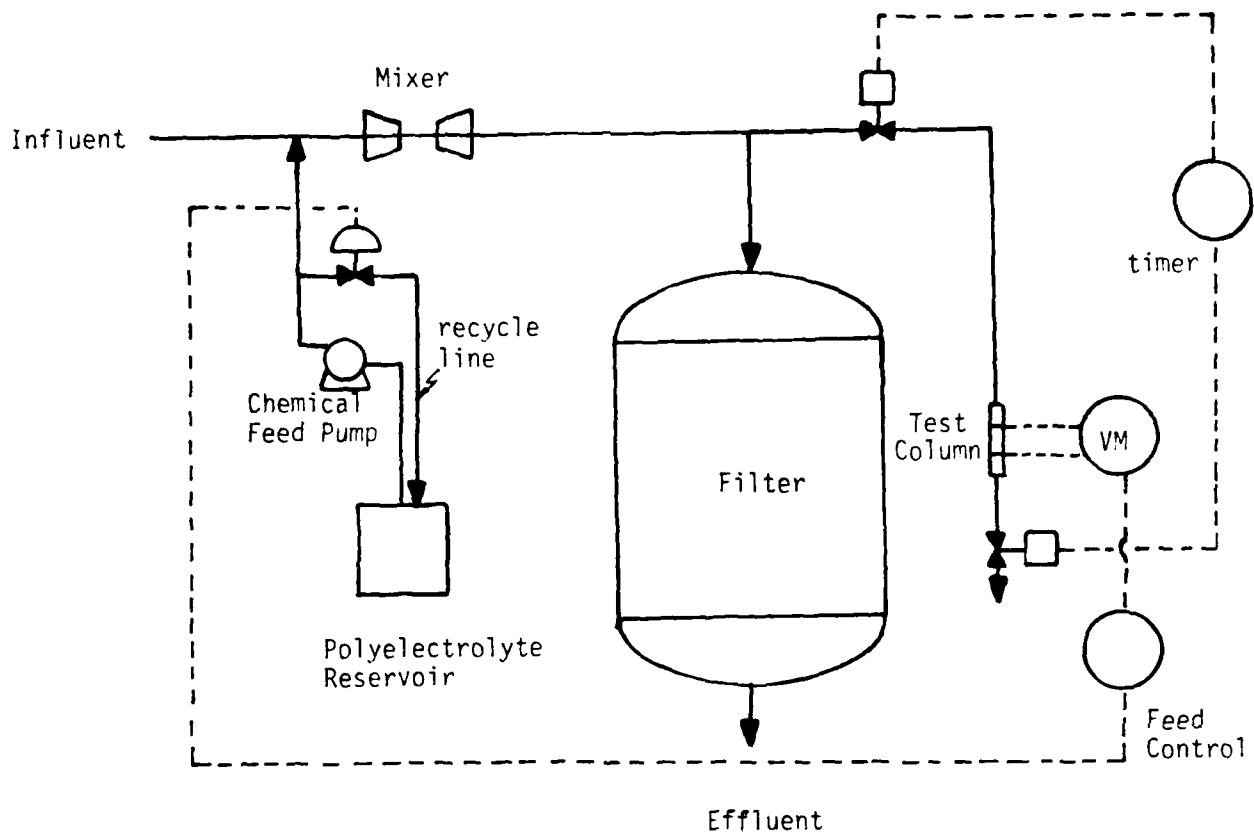 Mixer
Influent
timer
recycle
line
Chemical
Feed Pump
Test
Column
VM
Filter
Polyelectrolyte
Reservoir
Feed
Control
Effluent